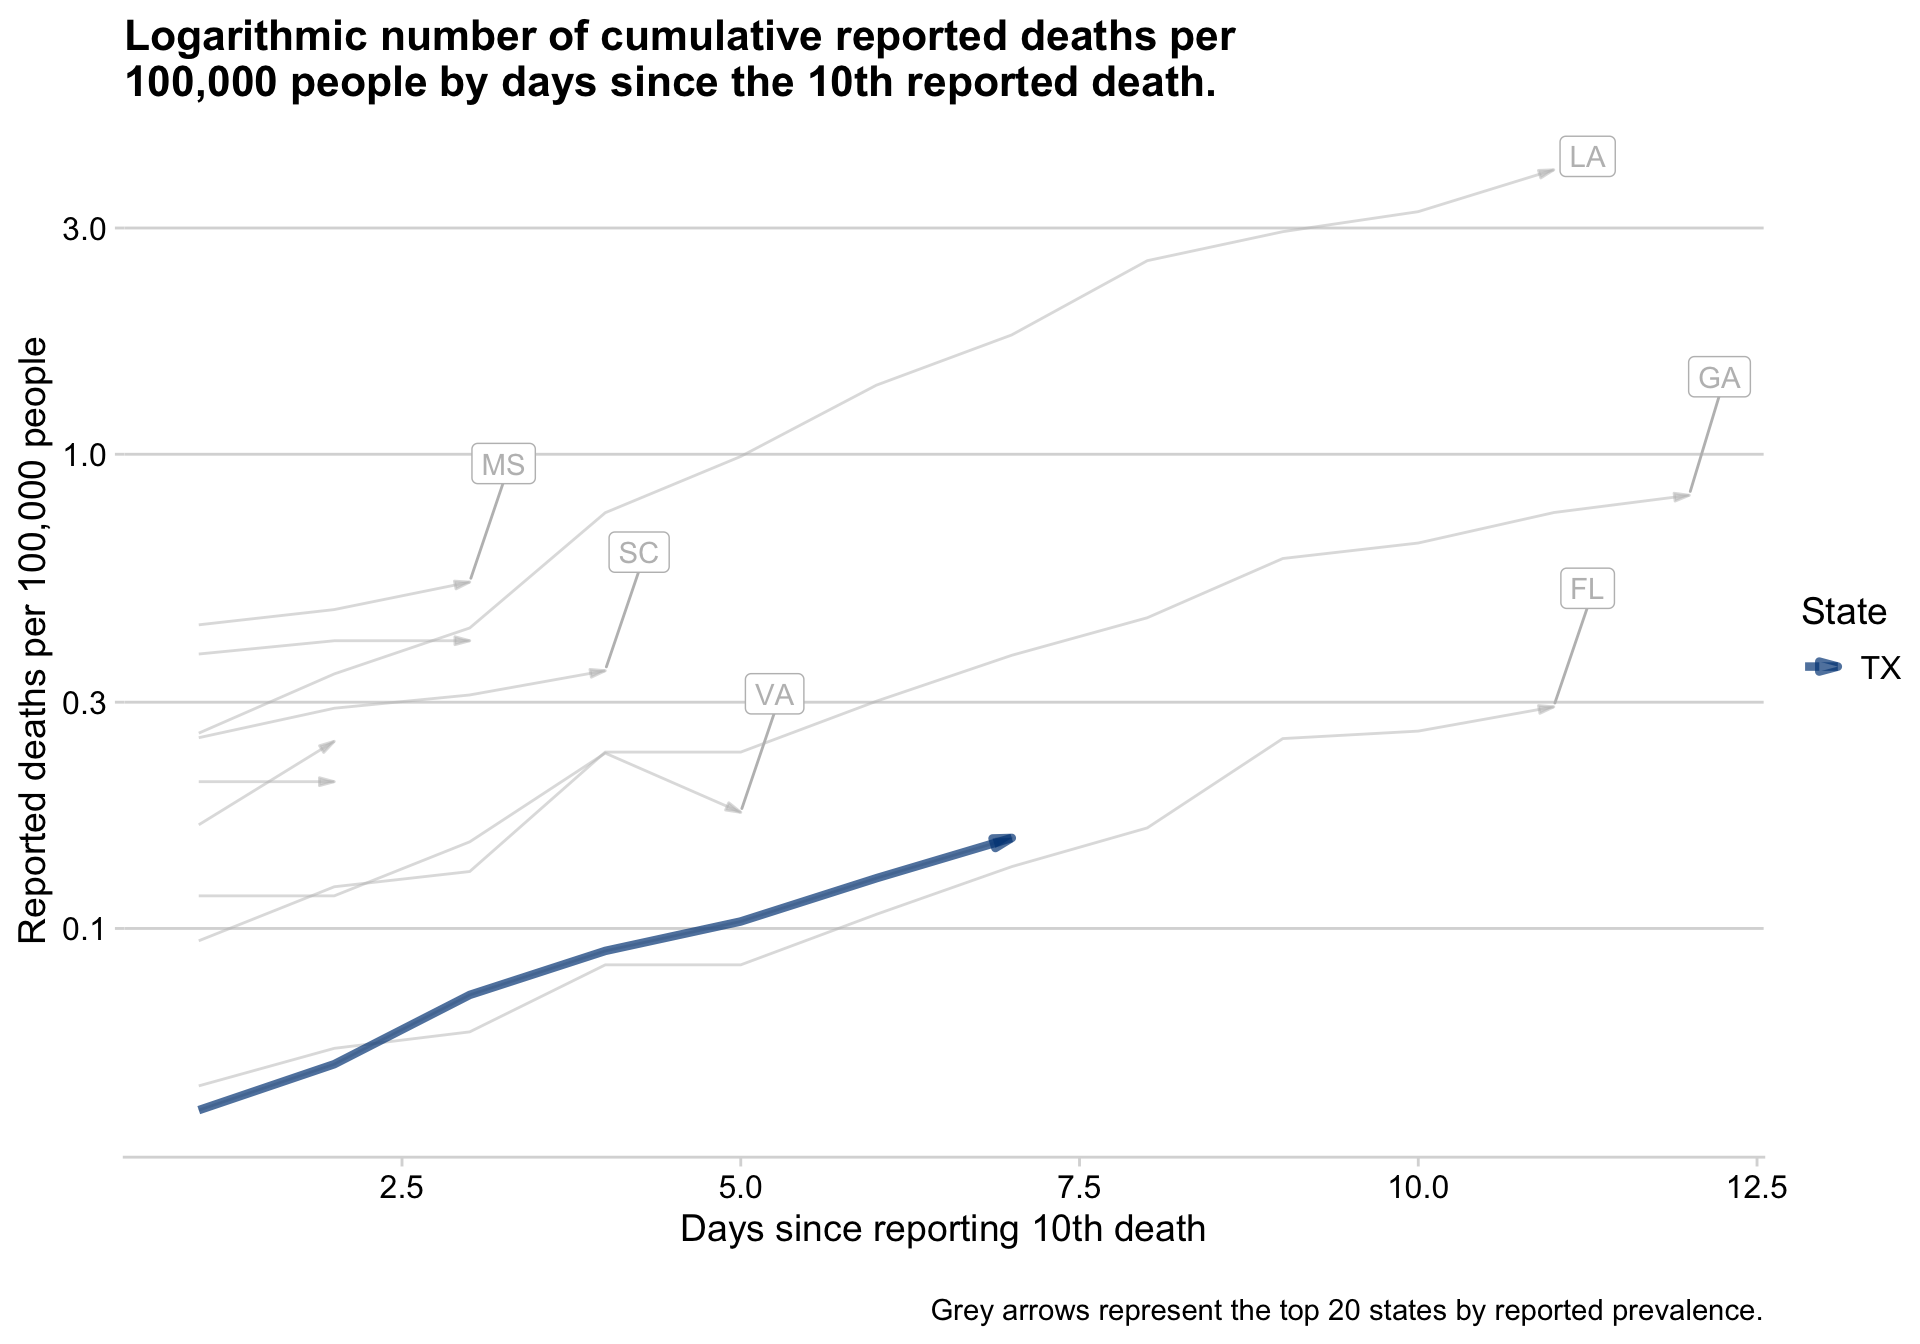 Logarithmic number of cumulative reported deaths per
100,000 people by days since the 10th reported death.
LA
3.0
GA
1.0
MS
SC
FL
State
TX
VA
0.3
0.1
Reported deaths per 100,000 people
2.5 5.0 7.5 10.0 12.5
Days since reporting 10th death
Grey arrows represent the top 20 states by reported prevalence.